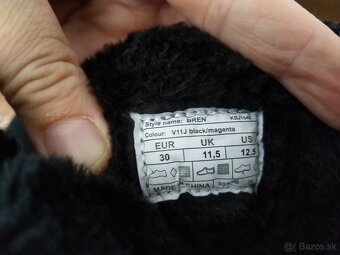 Style name: BREN
Colour: V11J black/magenta
EUR UK US
30 11,5 12,5
MADE IN CHINA
© Bazos.sk